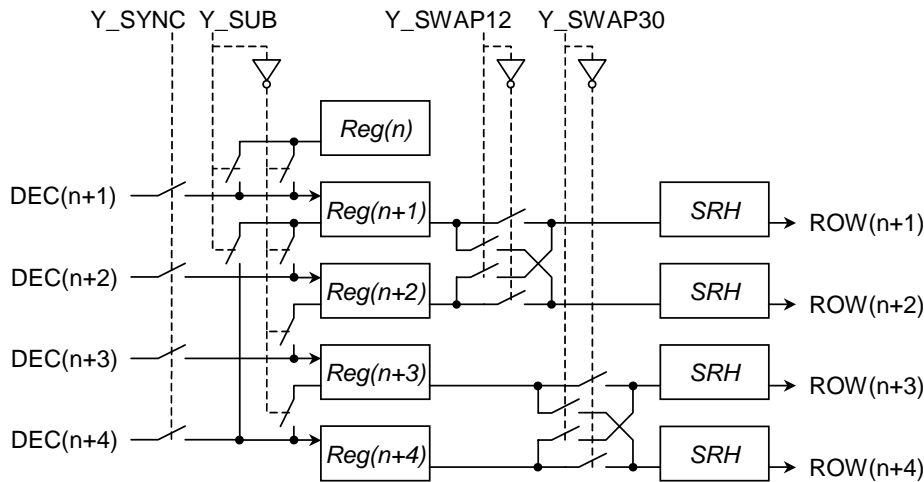 Y_SYNC Y_SUB Y_SWAP12 Y_SWAP30
Reg(n)
DEC(n+1) Reg(n+1) SRH ROW(n+1)
DEC(n+2) Reg(n+2) SRH ROW(n+2)
DEC(n+3) Reg(n+3) SRH ROW(n+3)
DEC(n+4) Reg(n+4) SRH ROW(n+4)